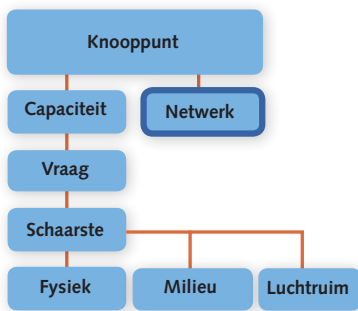 Knooppunt
Capaciteit
Netwerk
Vraag
Schaarste
Fysiek
Milieu
Luchtruim